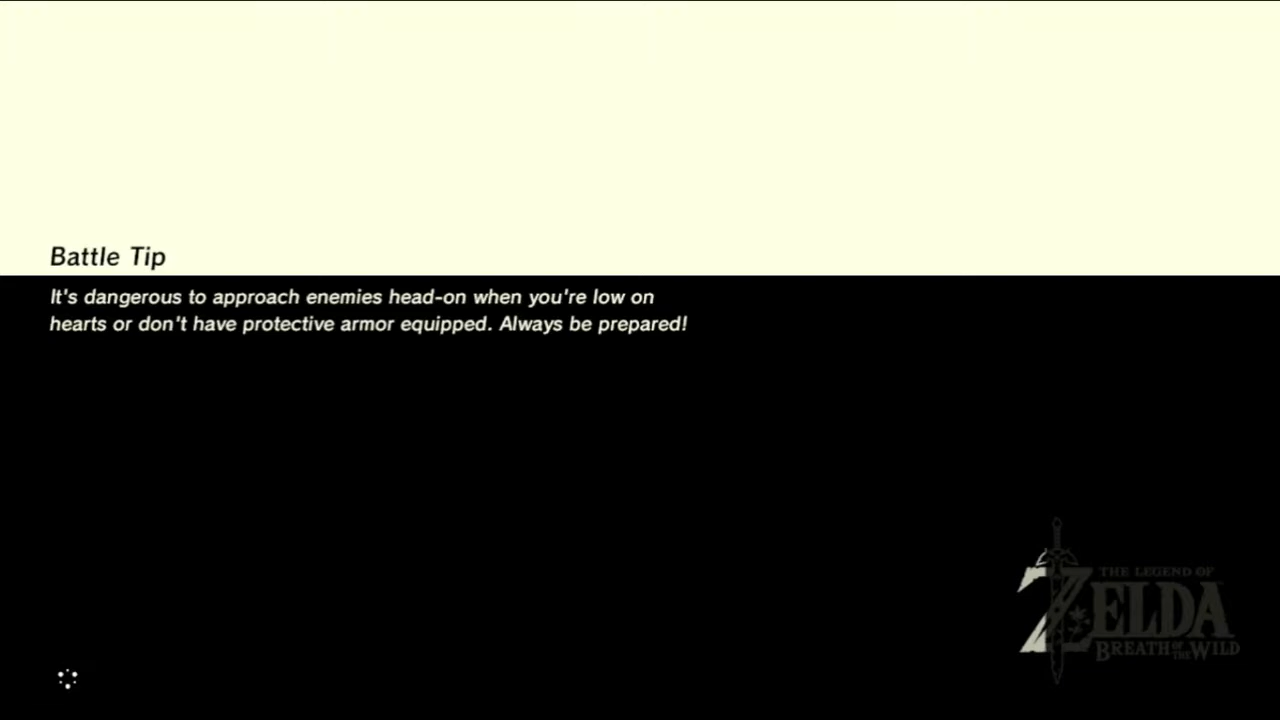 Battle Tip
It's dangerous to approach enemies head-on when you're low on
hearts or don't have protective armor equipped. Always be prepared!
THE LEGEND OF
ZELDA
BREATH OF THE WILD